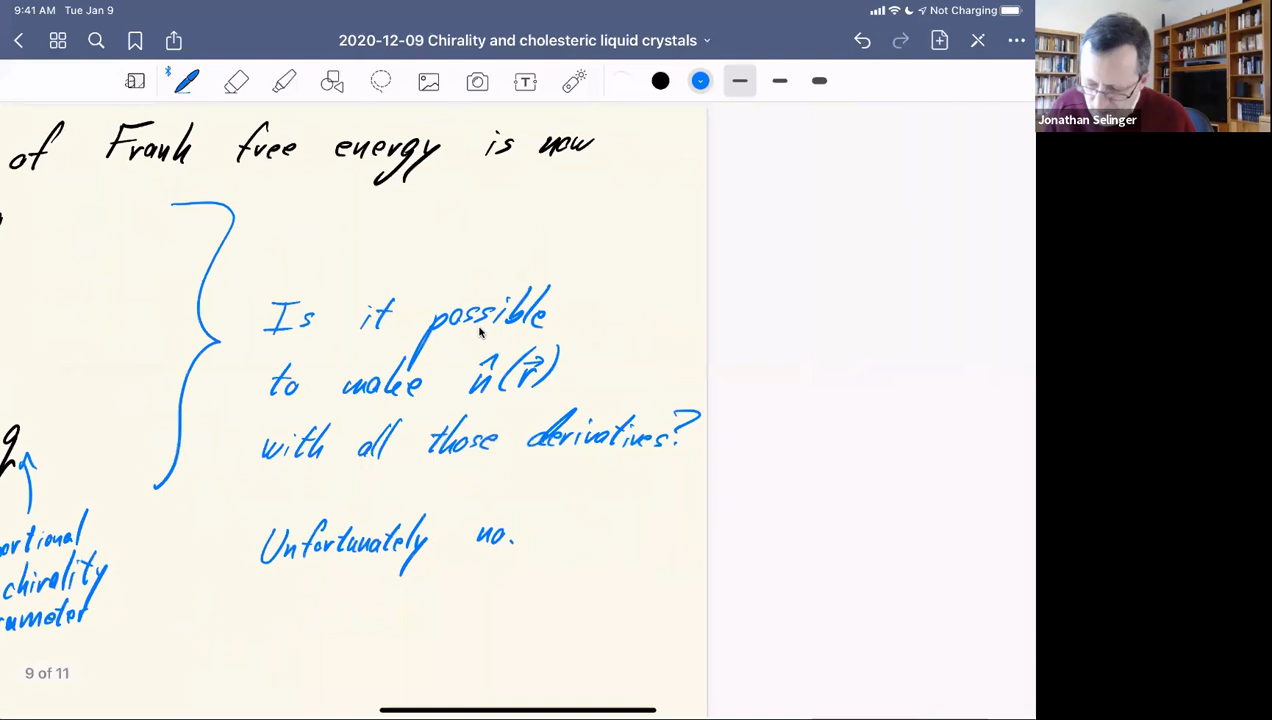 9:41 AM Tue Jan 9
Not Charging
2020-12-09 Chirality and cholesteric liquid crystals
Jonathan Selinger
of Frank free energy is now
Is it possible
to make n̂(r⃗)
with all those derivatives?
q
Unfortunately no.
chirality
9 of 11